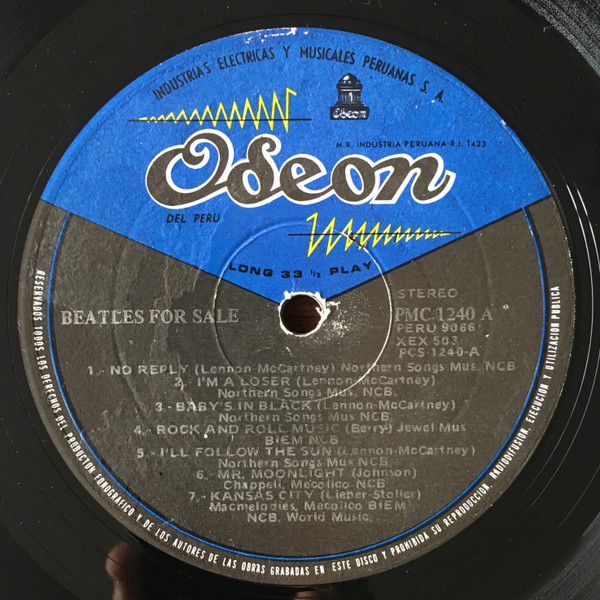 INDUSTRIAS ELECTRICAS Y MUSICALES PERUANAS S. A.
Odeon
M.R. INDUSTRIA PERUANA-R.I. 1423
Odeon
DEL PERU
LONG 33 1/3 PLAY
STEREO
BEATLES FOR SALE
PMC 1240 A
PERU 9066
XEX 503
PCS-1240-A
1.- NO REPLY (Lennon-McCartney) Northern Songs Mus. NCB
2.- I'M A LOSER (Lennon-McCartney)
Northern Songs Mus. NCB
3.- BABY'S IN BLACK (Lennon-McCartney)
Northern Songs Mus NCB.
4.- ROCK AND ROLL MUSIC (Berry) Jewel Mus
BIEM NCB
5.- I'LL FOLLOW THE SUN (Lennon-McCartney)
Northern Songs Mus NCB
6.- MR. MOONLIGHT (Johnson)
Chappell, Mecolico NCB
7.- KANSAS CITY (Lieber-Stoller)
Macmelodies, Mecolico BIEM
NCB, World Music.
RESERVADOS TODOS LOS DERECHOS DEL PRODUCTOR FONOGRAFICO Y DE LOS AUTORES DE LAS OBRAS GRABADAS EN ESTE DISCO Y PROHIBIDA SU REPRODUCCION, RADIODIFUSION, EJECUCION Y UTILIZACION PUBLICA